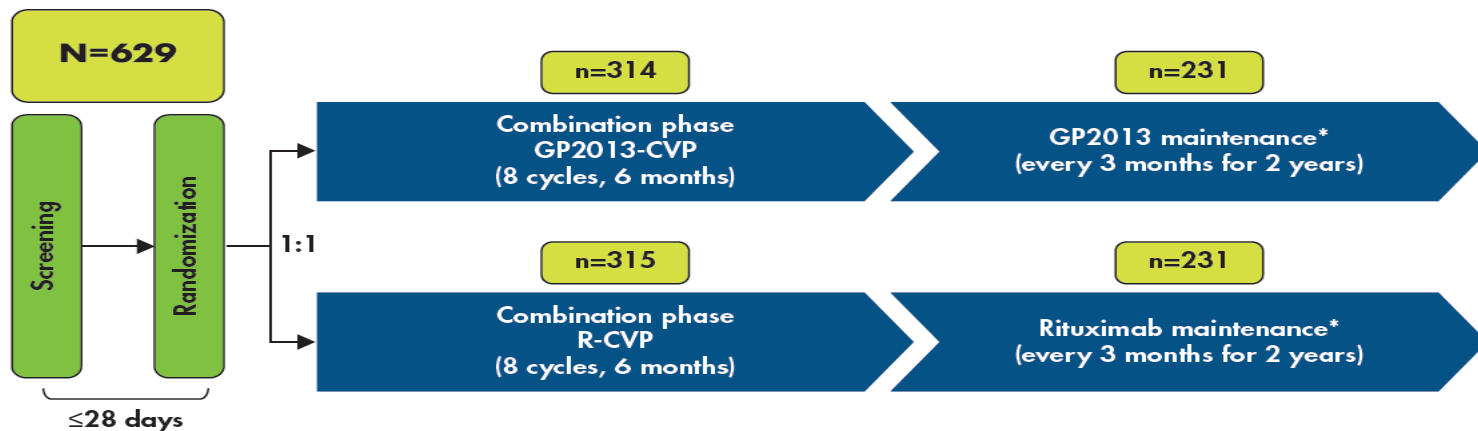 N=629
Screening
Randomization
≤28 days
1:1
n=314
Combination phase
GP2013-CVP
(8 cycles, 6 months)
n=231
GP2013 maintenance*
(every 3 months for 2 years)
n=315
Combination phase
R-CVP
(8 cycles, 6 months)
n=231
Rituximab maintenance*
(every 3 months for 2 years)